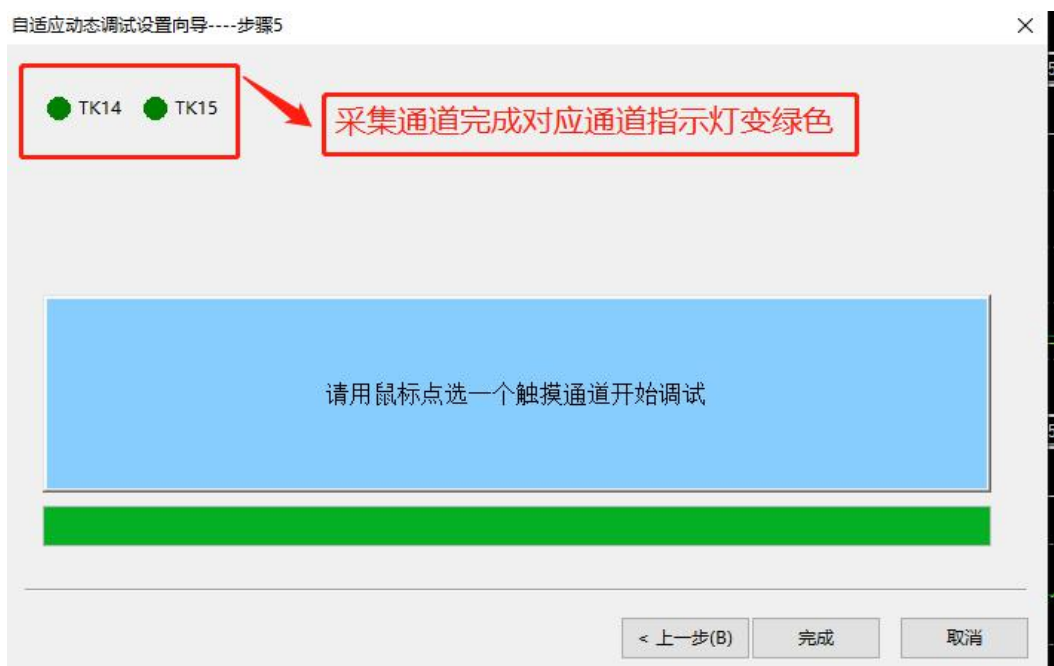 自适应动态调试设置向导----步骤5
TK14 TK15
采集通道完成对应通道指示灯变绿色
请用鼠标点选一个触摸通道开始调试
< 上一步(B) 完成 取消